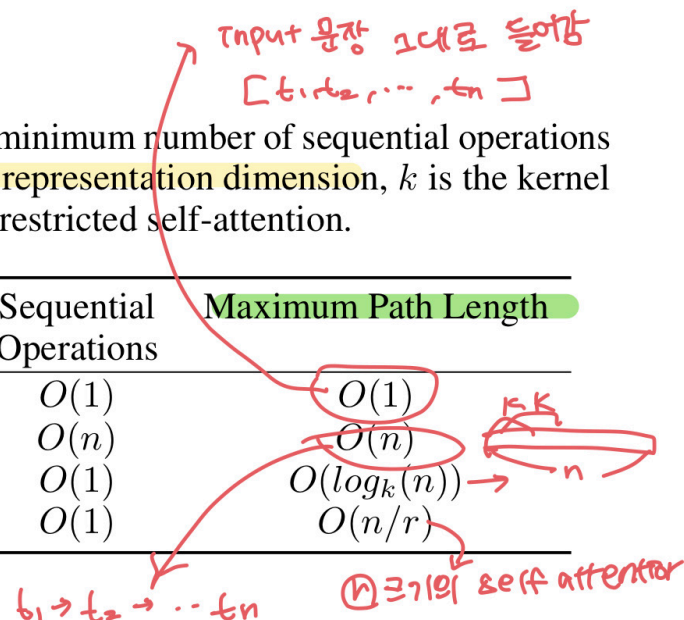 Input 문장 그대로 들어감
[t₁, t₂, ···, tn]
minimum number of sequential operations
representation dimension, k is the kernel
restricted self-attention.
Sequential Maximum Path Length
Operations
O(1) O(1)
O(n) O(n)
O(1) O(logₖ(n))
O(1) O(n/r)
K K
n
t₁ → t₂ → ·· tn
크기의 self attention